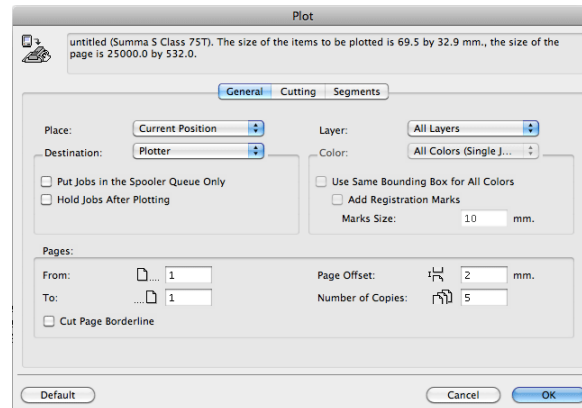 Plot
untitled (Summa S Class 75T). The size of the items to be plotted is 69.5 by 32.9 mm., the size of the
page is 25000.0 by 532.0.
General Cutting Segments
Place: Current Position
Destination: Plotter
Put Jobs in the Spooler Queue Only
Hold Jobs After Plotting
Layer: All Layers
Color: All Colors (Single J...
Use Same Bounding Box for All Colors
Add Registration Marks
Marks Size: 10 mm.
Pages:
From: 1
To: 1
Cut Page Borderline
Page Offset: 2 mm.
Number of Copies: 5
Default Cancel OK